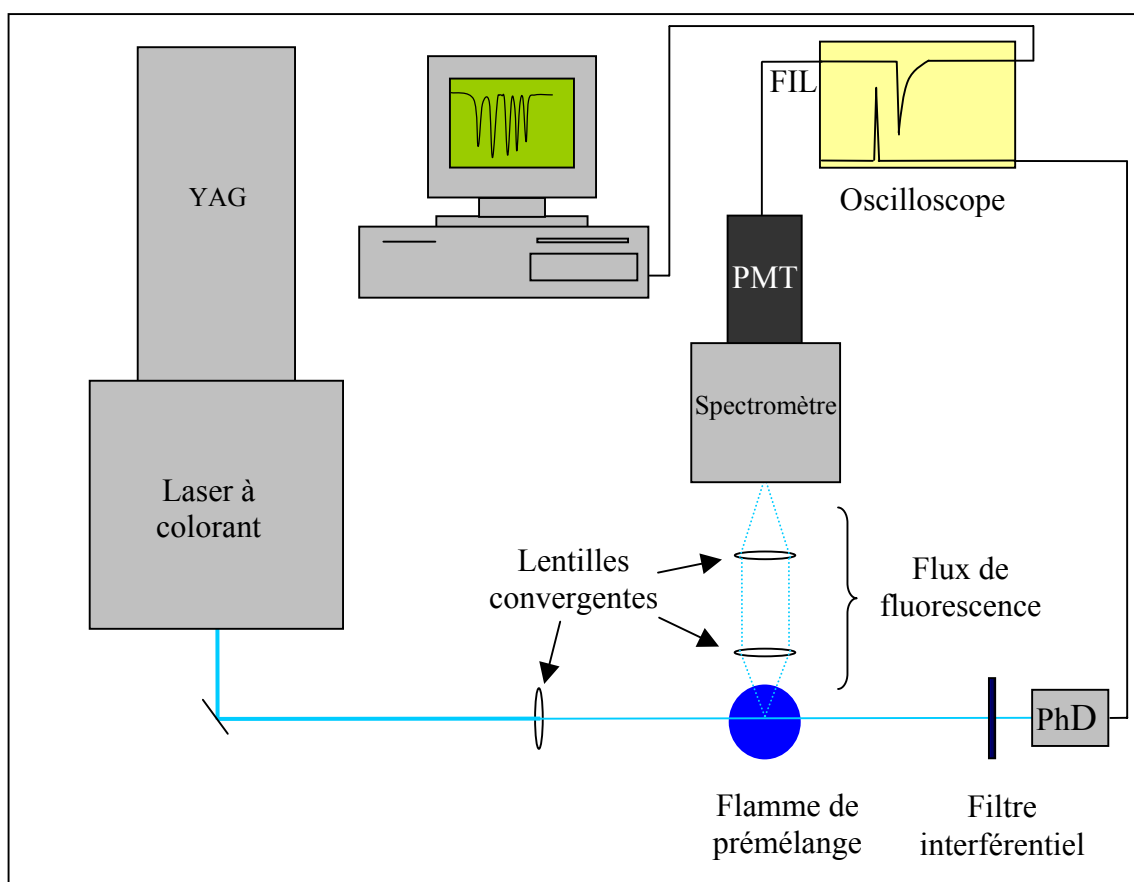 FIL
YAG
Oscilloscope
PMT
Spectromètre
Laser à
colorant
Lentilles
convergentes
Flux de
fluorescence
PhD
Flamme de
prémélange
Filtre
interférentiel